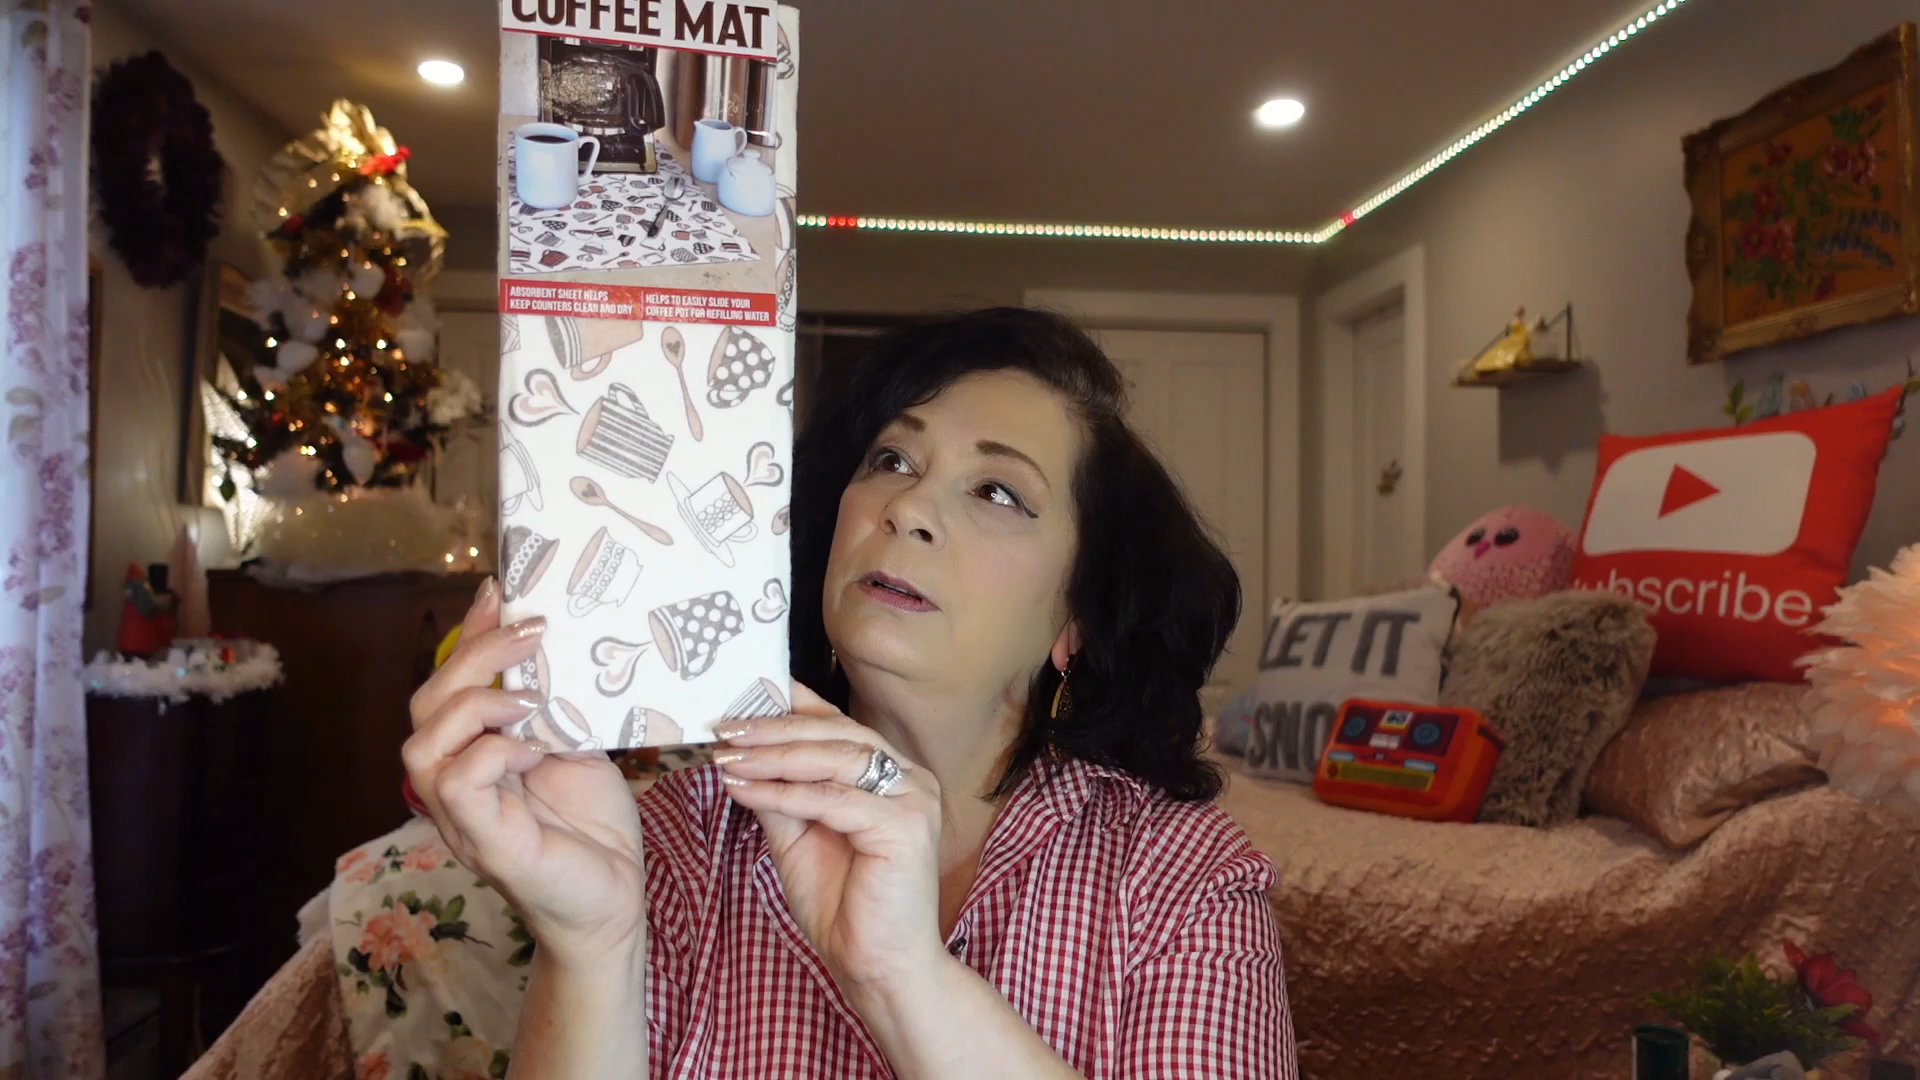 COFFEE MAT
ABSORBENT SHEET HELPS
KEEP COUNTERS CLEAN AND DRY
HELPS TO EASILY SLIDE YOUR
COFFEE POT FOR REFILLING WATER
subscribe
LET IT
SNO